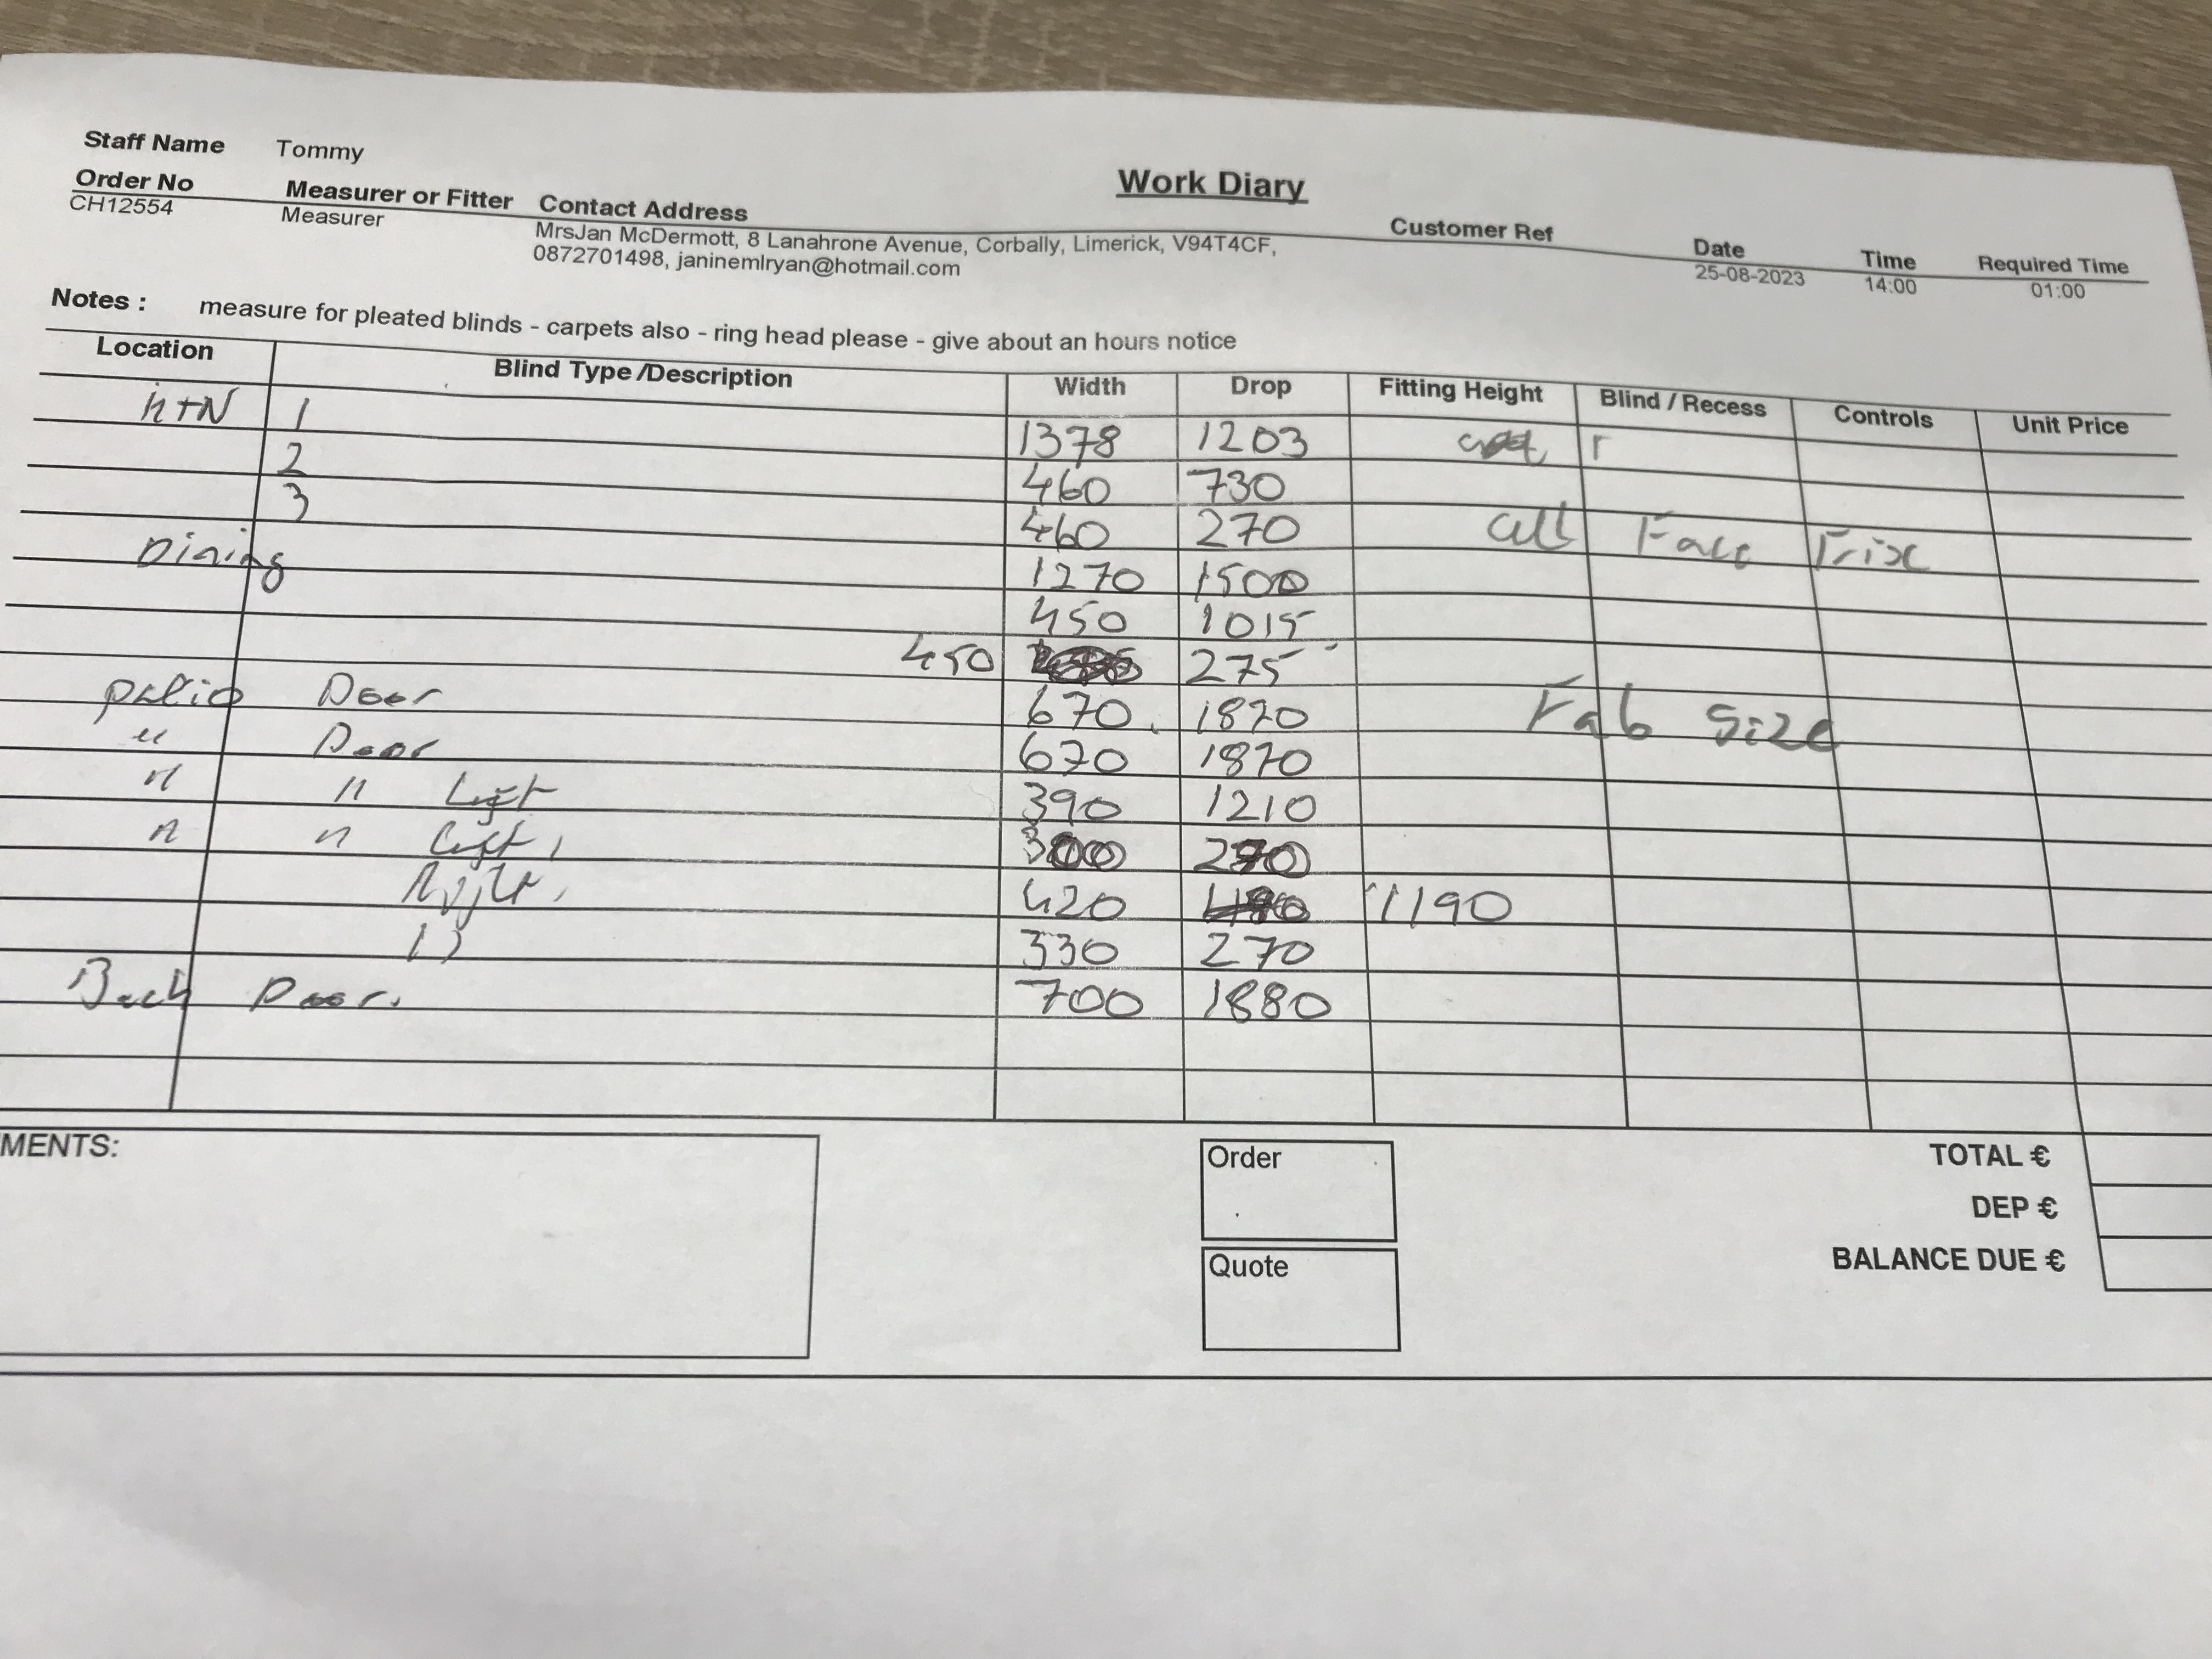 Staff Name Tommy
Work Diary
Order No Measurer or Fitter Contact Address Customer Ref Date Time Required Time
CH12554 Measurer MrsJan McDermott, 8 Lanahrone Avenue, Corbally, Limerick, V94T4CF, 25-08-2023 14:00 01:00
0872701498, janinemlryan@hotmail.com
Notes : measure for pleated blinds - carpets also - ring head please - give about an hours notice
Location Blind Type /Description Width Drop Fitting Height Blind / Recess Controls Unit Price
1 1378 1203
2 460 730
3 460 270 all Face Fix
Dining 1270 1500
450 1015
450 275
patio Door 670 1870 Fab Size
" Door 670 1870
" " Left 390 1210
" " Left
Right 420 1190
" 330 270
Back Door. 700 1880
MENTS:
Order
Quote
TOTAL €
DEP €
BALANCE DUE €